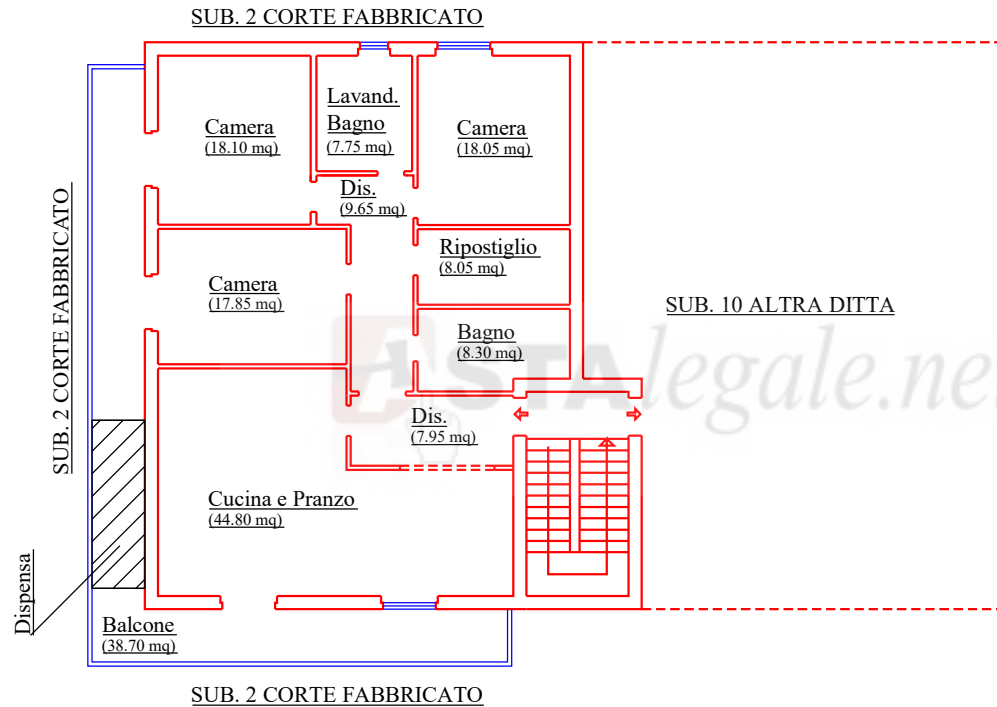 SUB. 2 CORTE FABBRICATO
Lavand.
Bagno
(7.75 mq)
Camera
(18.10 mq)
Camera
(18.05 mq)
Dis.
(9.65 mq)
SUB. 2 CORTE FABBRICATO
Ripostiglio
(8.05 mq)
Camera
(17.85 mq)
SUB. 10 ALTRA DITTA
Bagno
(8.30 mq)
ASTAlegale.ne
Dis.
(7.95 mq)
Cucina e Pranzo
(44.80 mq)
Dispensa
Balcone
(38.70 mq)
SUB. 2 CORTE FABBRICATO